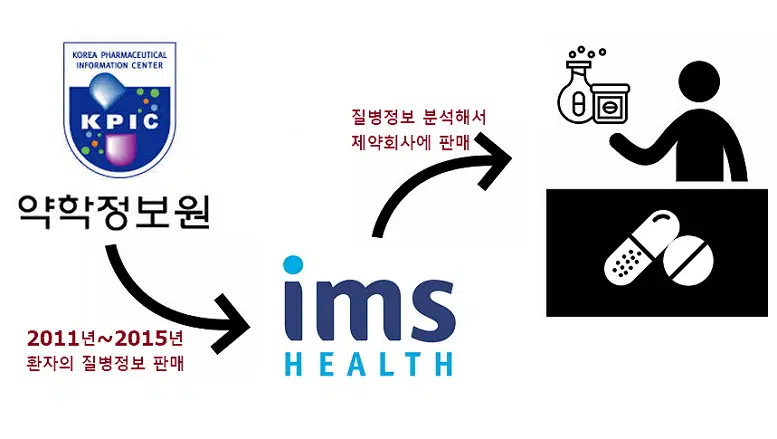 KOREA PHARMACEUTICAL
INFORMATION CENTER
KPIC
약학정보원
2011년~2015년
환자의 질병정보 판매
ims
HEALTH
질병정보 분석해서
제약회사에 판매